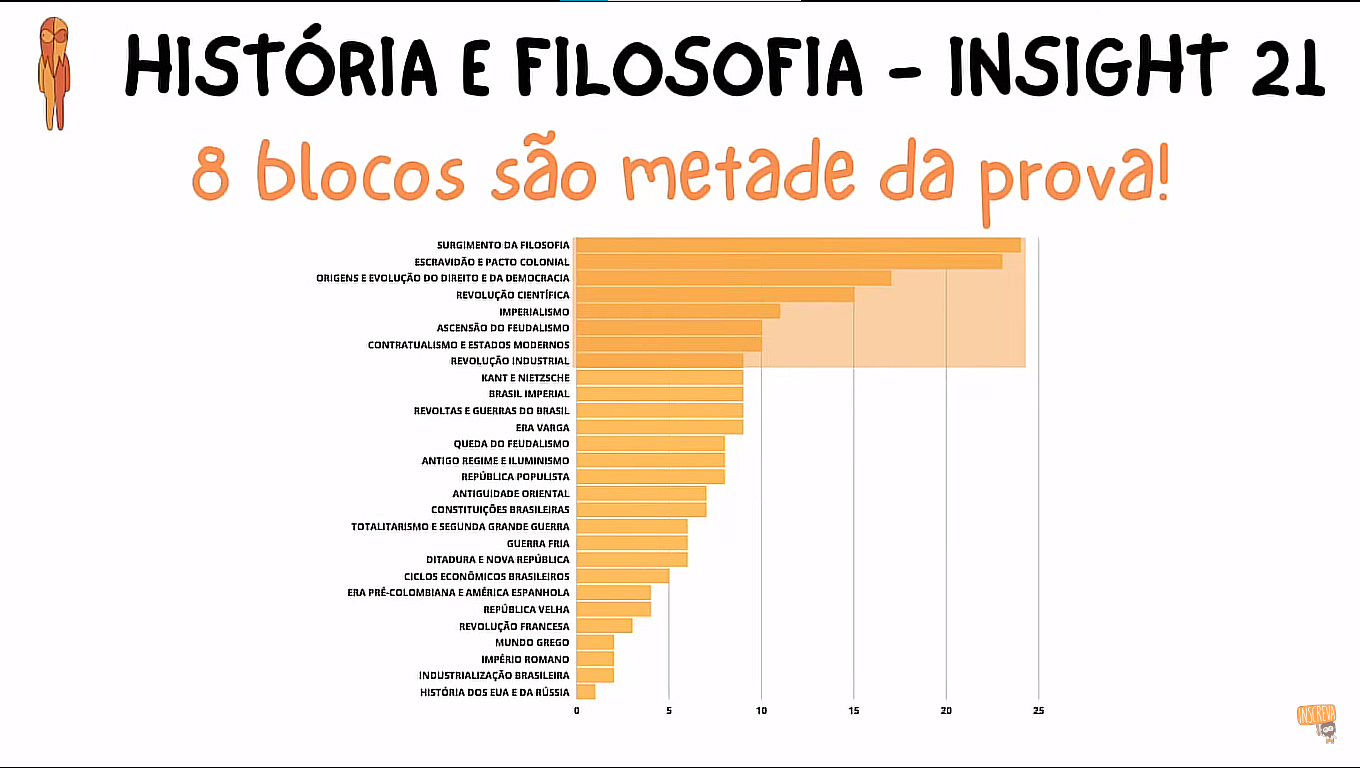 HISTÓRIA E FILOSOFIA - INSIGHT 21
8 blocos são metade da prova!
SURGIMENTO DA FILOSOFIA
ESCRAVIDÃO E PACTO COLONIAL
ORIGENS E EVOLUÇÃO DO DIREITO E DA DEMOCRACIA
REVOLUÇÃO CIENTÍFICA
IMPERIALISMO
ASCENSÃO DO FEUDALISMO
CONTRATUALISMO E ESTADOS MODERNOS
REVOLUÇÃO INDUSTRIAL
KANT E NIETZSCHE
BRASIL IMPERIAL
REVOLTAS E GUERRAS DO BRASIL
ERA VARGA
QUEDA DO FEUDALISMO
ANTIGO REGIME E ILUMINISMO
REPÚBLICA POPULISTA
ANTIGUIDADE ORIENTAL
CONSTITUIÇÕES BRASILEIRAS
TOTALITARISMO E SEGUNDA GRANDE GUERRA
GUERRA FRIA
DITADURA E NOVA REPÚBLICA
CICLOS ECONÔMICOS BRASILEIROS
ERA PRÉ-COLOMBIANA E AMÉRICA ESPANHOLA
REPÚBLICA VELHA
REVOLUÇÃO FRANCESA
MUNDO GREGO
IMPÉRIO ROMANO
INDUSTRIALIZAÇÃO BRASILEIRA
HISTÓRIA DOS EUA E DA RÚSSIA
0 5 10 15 20 25
INSCREVA